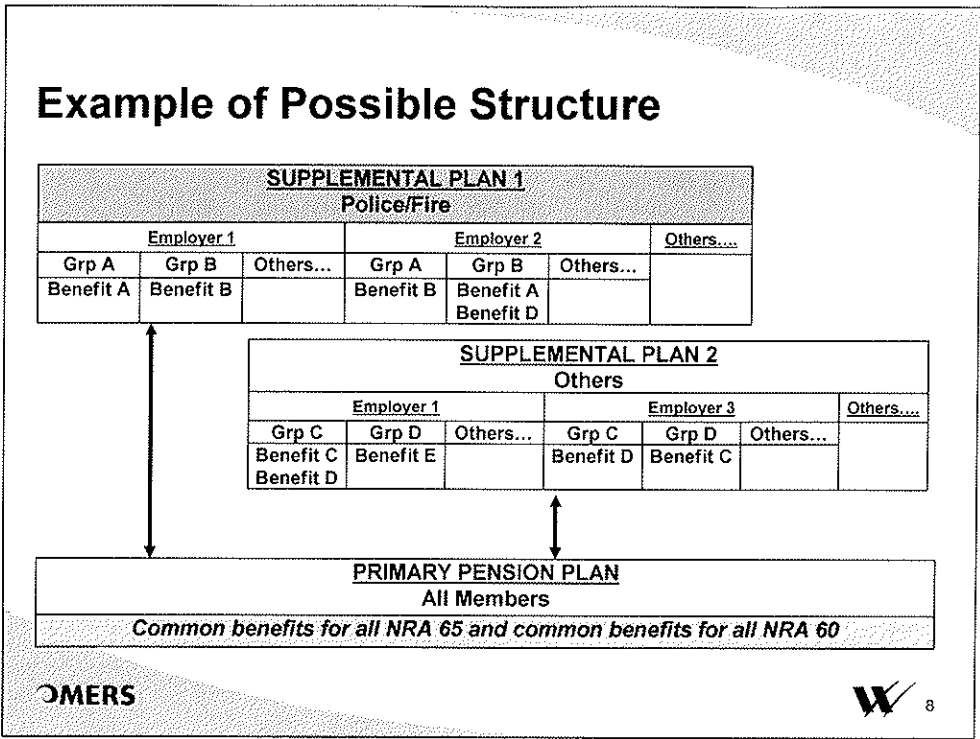 Example of Possible Structure
SUPPLEMENTAL PLAN 1
Police/Fire
Employer 1 Employer 2 Others....
Grp A Grp B Others... Grp A Grp B Others...
Benefit A Benefit B Benefit B Benefit A
Benefit D
SUPPLEMENTAL PLAN 2
Others
Employer 1 Employer 3 Others....
Grp C Grp D Others... Grp C Grp D Others...
Benefit C Benefit E Benefit D Benefit C
Benefit D
PRIMARY PENSION PLAN
All Members
Common benefits for all NRA 65 and common benefits for all NRA 60
OMERS W 8